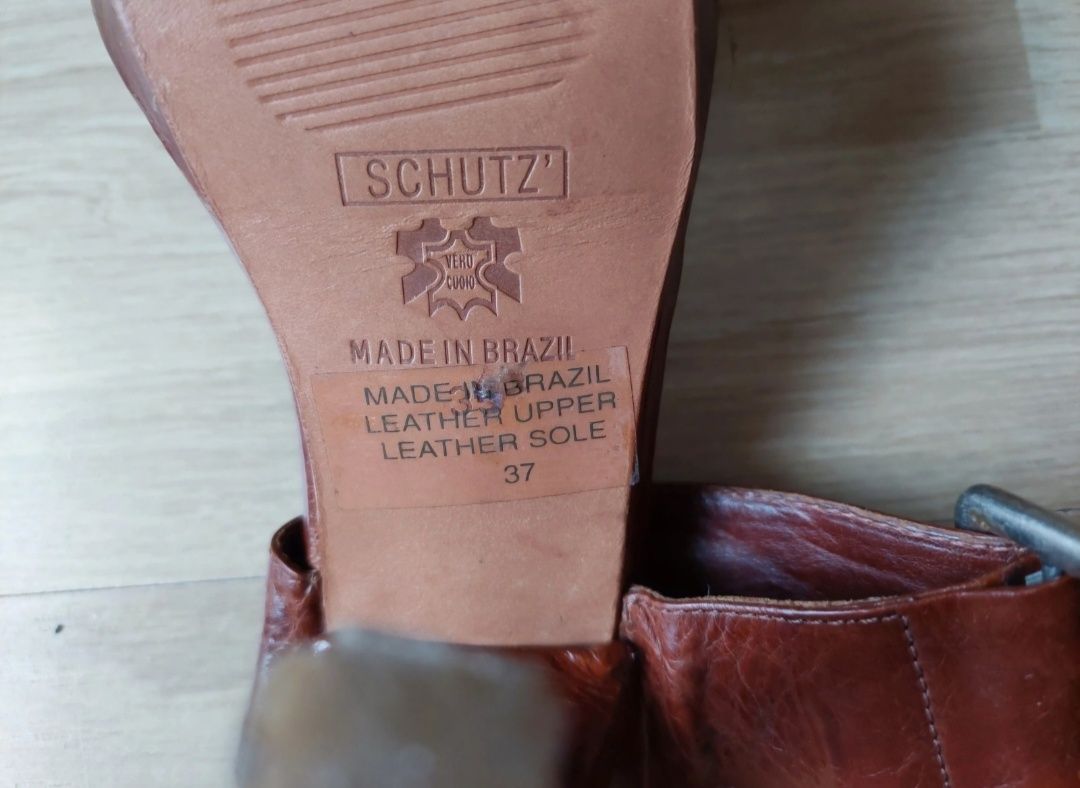 SCHUTZ'
VERO
CUOIO
MADE IN BRAZIL
MADE IN BRAZIL
LEATHER UPPER
LEATHER SOLE
37